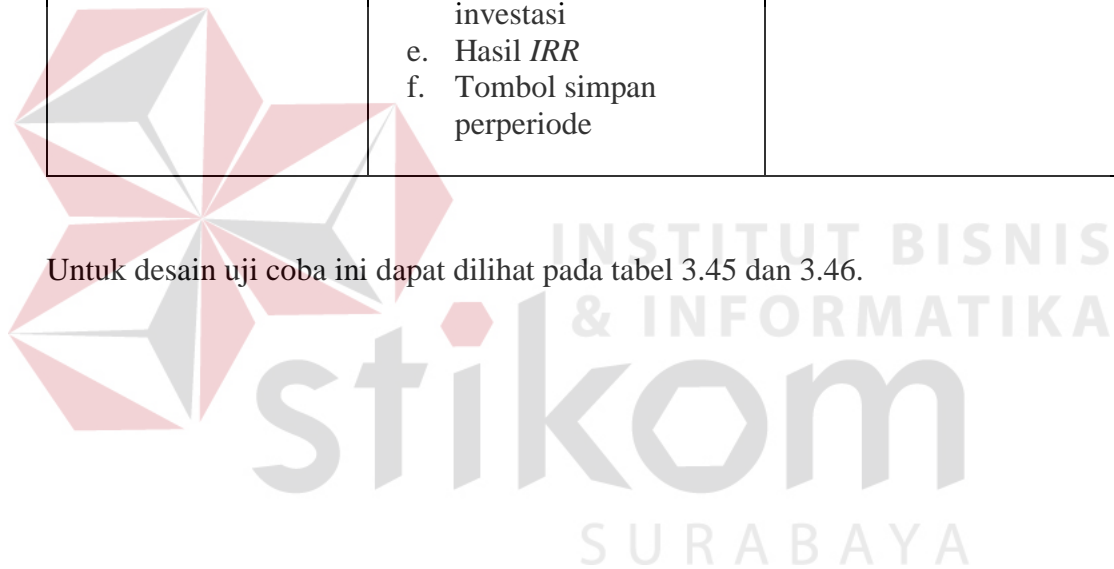 investasi
e. Hasil IRR
f. Tombol simpan
perperiode
INSTITUT BISNIS
Untuk desain uji coba ini dapat dilihat pada tabel 3.45 dan 3.46.
& INFORMATIKA
stikom
SURABAYA